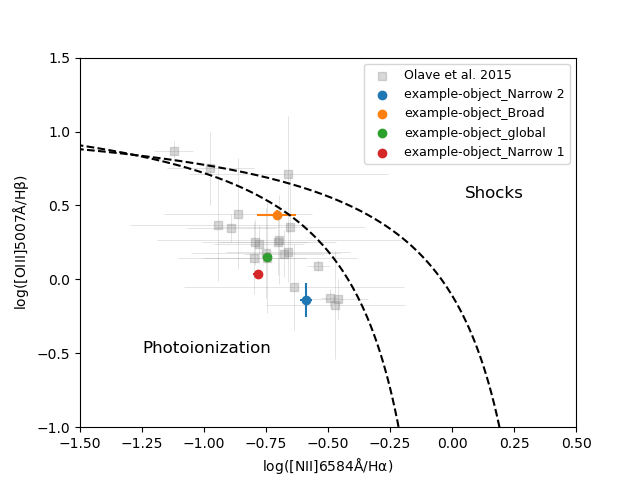 1.5
1.0
0.5
0.0
−0.5
−1.0
log([OIII]5007Å/Hβ)
Olave et al. 2015
example-object_Narrow 2
example-object_Broad
example-object_global
example-object_Narrow 1
Shocks
Photoionization
−1.50 −1.25 −1.00 −0.75 −0.50 −0.25 0.00 0.25 0.50
log([NII]6584Å/Hα)